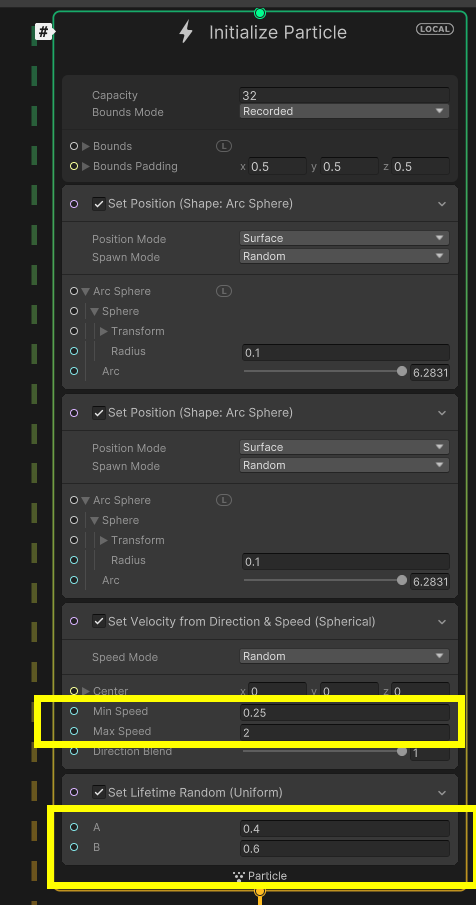 # Initialize Particle LOCAL
Capacity 32
Bounds Mode Recorded
Bounds L
Bounds Padding x 0.5 y 0.5 z 0.5
Set Position (Shape: Arc Sphere)
Position Mode Surface
Spawn Mode Random
Arc Sphere L
Sphere
Transform
Radius 0.1
Arc 6.2831
Set Position (Shape: Arc Sphere)
Position Mode Surface
Spawn Mode Random
Arc Sphere L
Sphere
Transform
Radius 0.1
Arc 6.2831
Set Velocity from Direction & Speed (Spherical)
Speed Mode Random
Center x 0 y 0 z 0
Min Speed 0.25
Max Speed 2
Direction Blend 1
Set Lifetime Random (Uniform)
A 0.4
B 0.6
Particle